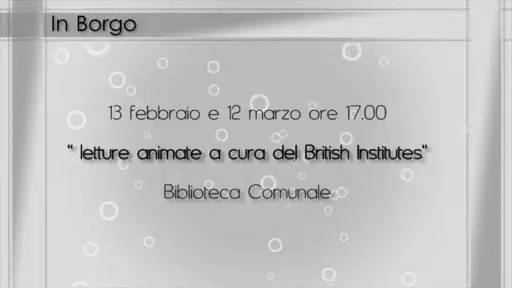 In Borgo
13 febbraio e 12 marzo ore 17.00
" letture animate a cura del British Institutes"
Biblioteca Comunale